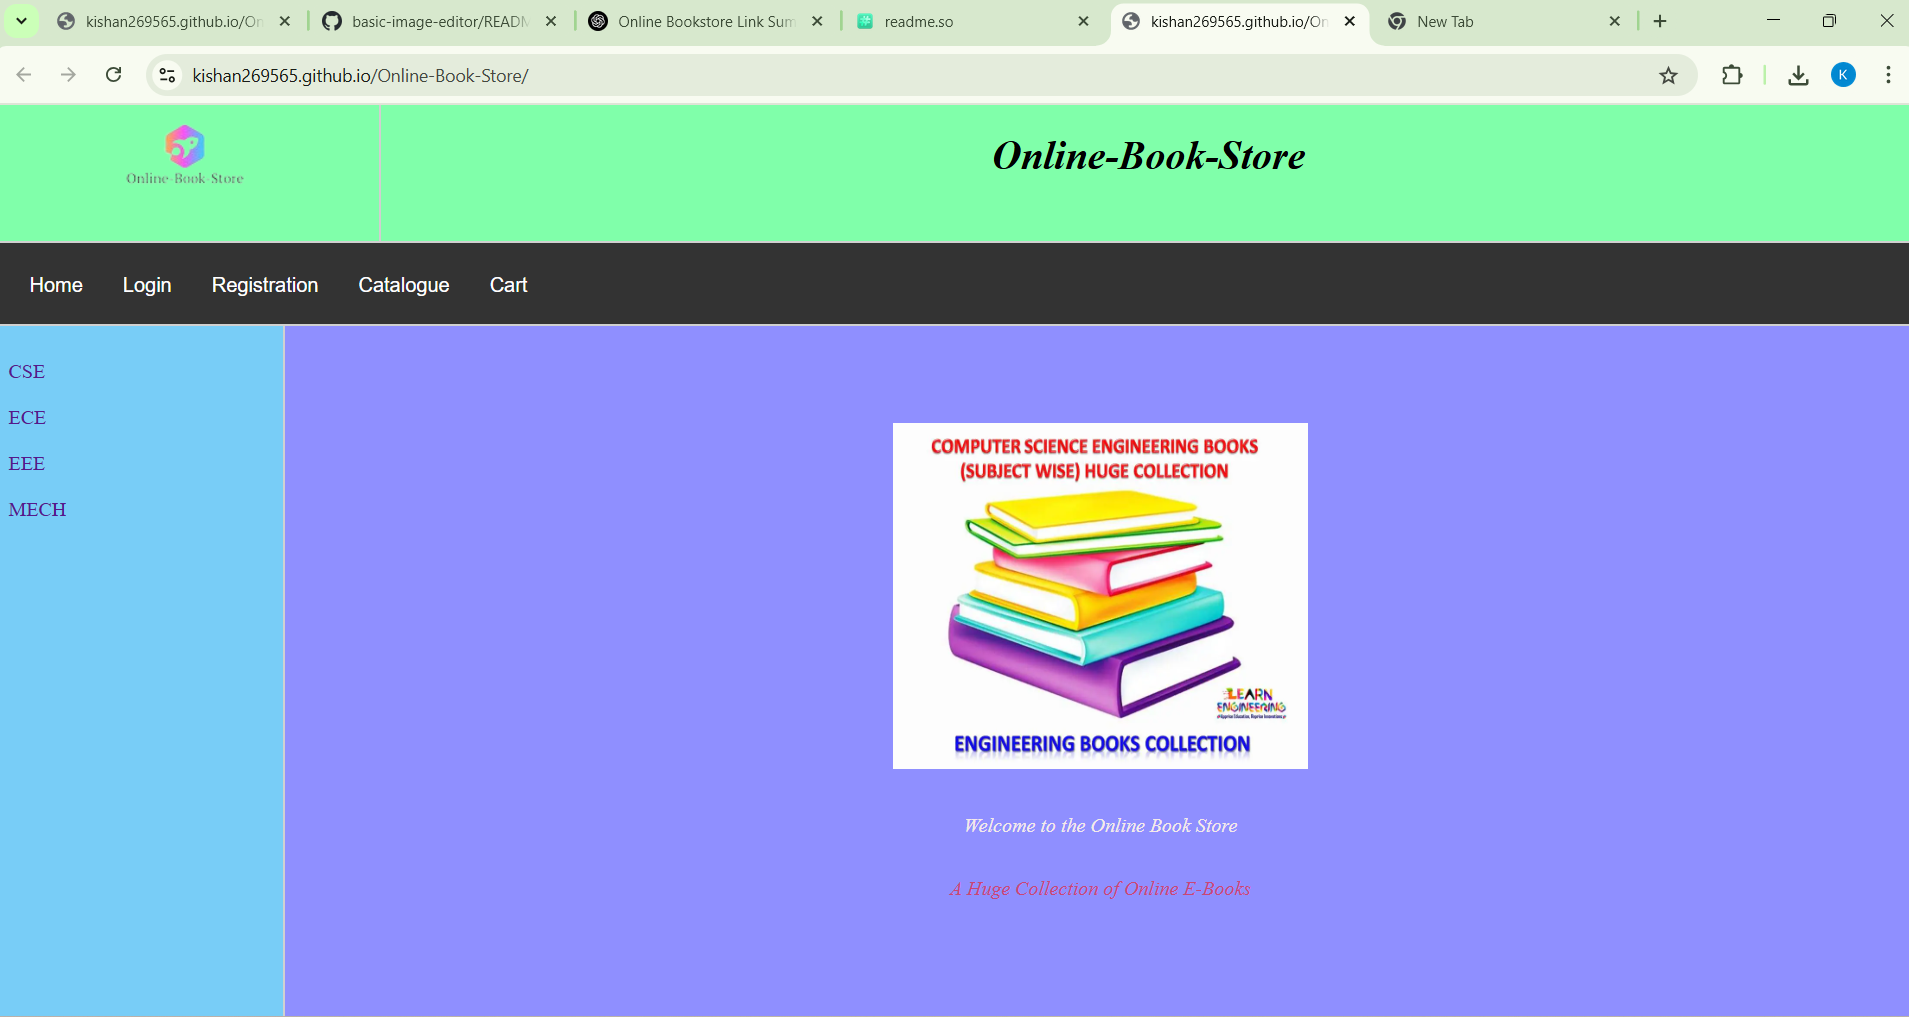 kishan269565.github.io/On
basic-image-editor/READM
Online Bookstore Link Sum
readme.so
kishan269565.github.io/On
New Tab
kishan269565.github.io/Online-Book-Store/
K
Online-Book-Store
Online-Book-Store
Home Login Registration Catalogue Cart
CSE
ECE
EEE
MECH
COMPUTER SCIENCE ENGINEERING BOOKS
(SUBJECT WISE) HUGE COLLECTION
LEARN
ENGINEERING
ENGINEERING BOOKS COLLECTION
Welcome to the Online Book Store
A Huge Collection of Online E-Books